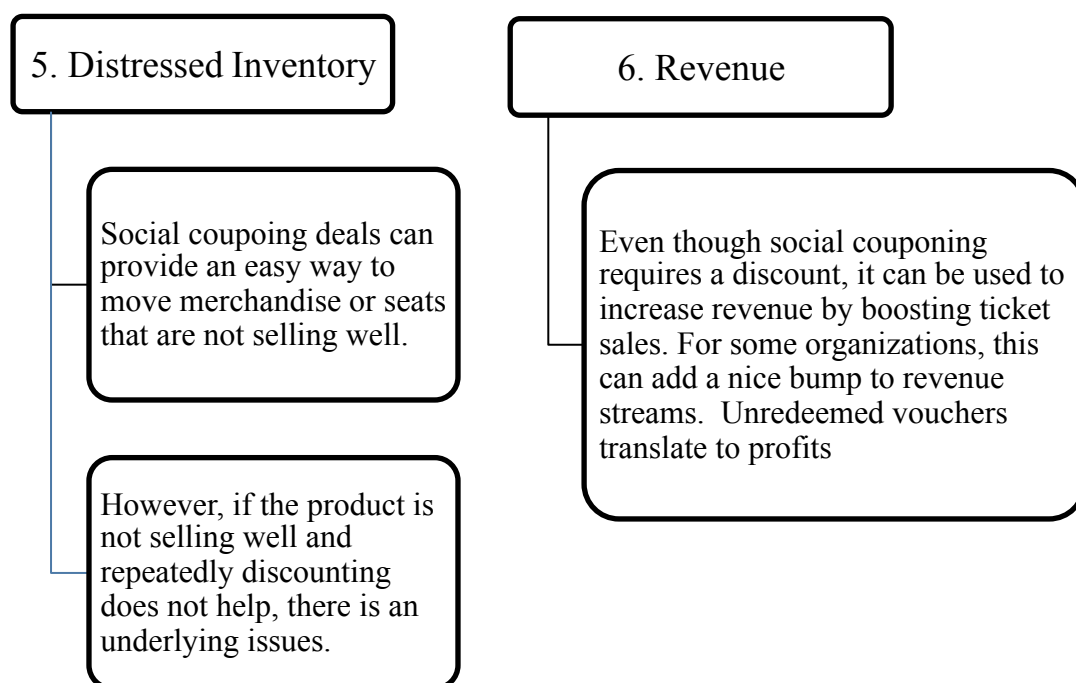 5. Distressed Inventory
Social coupoing deals can
provide an easy way to
move merchandise or seats
that are not selling well.
However, if the product is
not selling well and
repeatedly discounting
does not help, there is an
underlying issues.
6. Revenue
Even though social couponing
requires a discount, it can be used to
increase revenue by boosting ticket
sales. For some organizations, this
can add a nice bump to revenue
streams.  Unredeemed vouchers
translate to profits